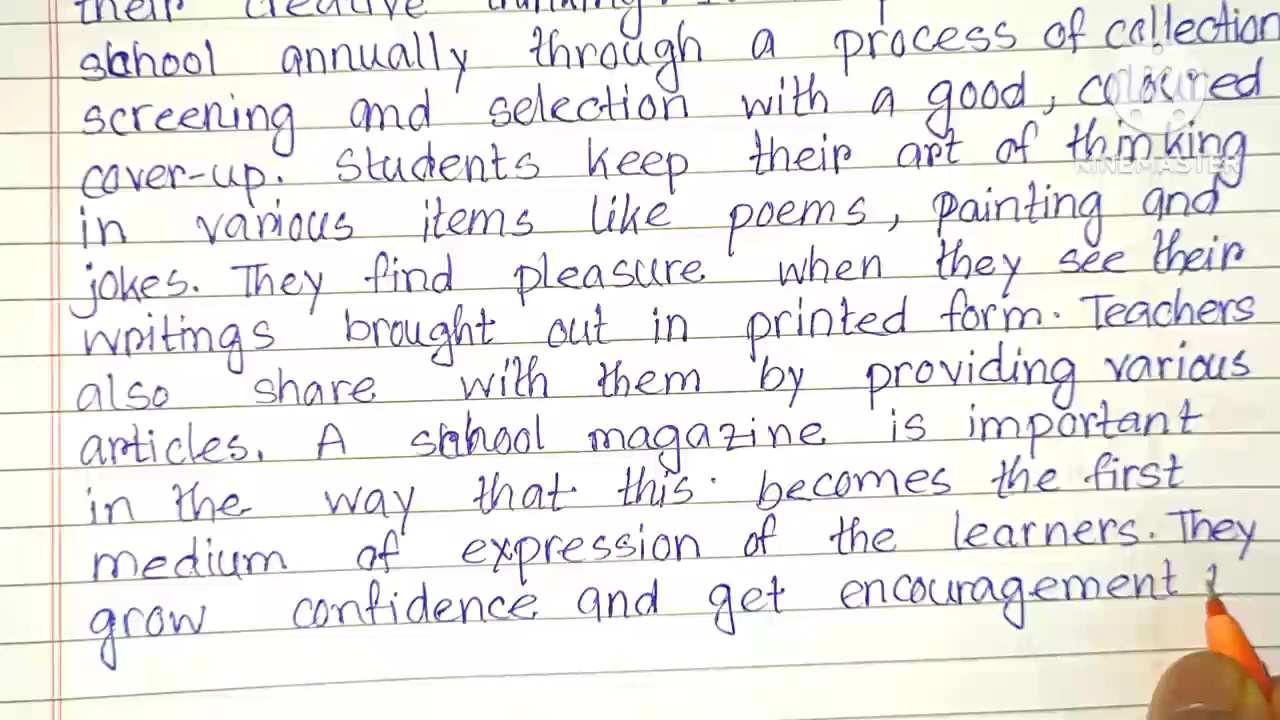 their creative
school annually through a process of collection
screening and selection with a good, coloured
cover-up. Students keep their art of thinking
KINEMASTER
in various items like poems, painting and
jokes. They find pleasure when they see their
writings brought out in printed form. Teachers
also share with them by providing various
articles. A school magazine is important
in the way that this becomes the first
medium of expression of the learners. They
grow confidence and get encouragement